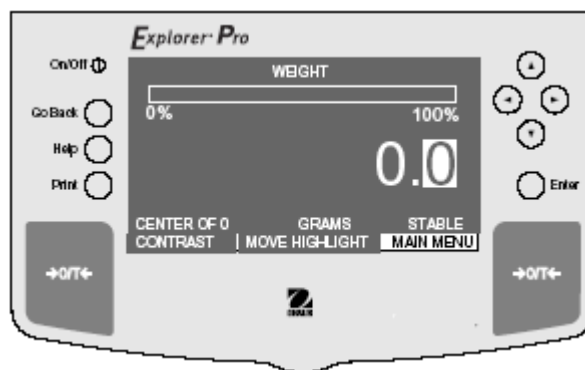 Explorer Pro
On/Off
Go Back
Help
Print
WEIGHT
0% 100%
0.0
CENTER OF 0 GRAMS STABLE
CONTRAST MOVE HIGHLIGHT MAIN MENU
Enter
→0/T←
→0/T←
OHAUS